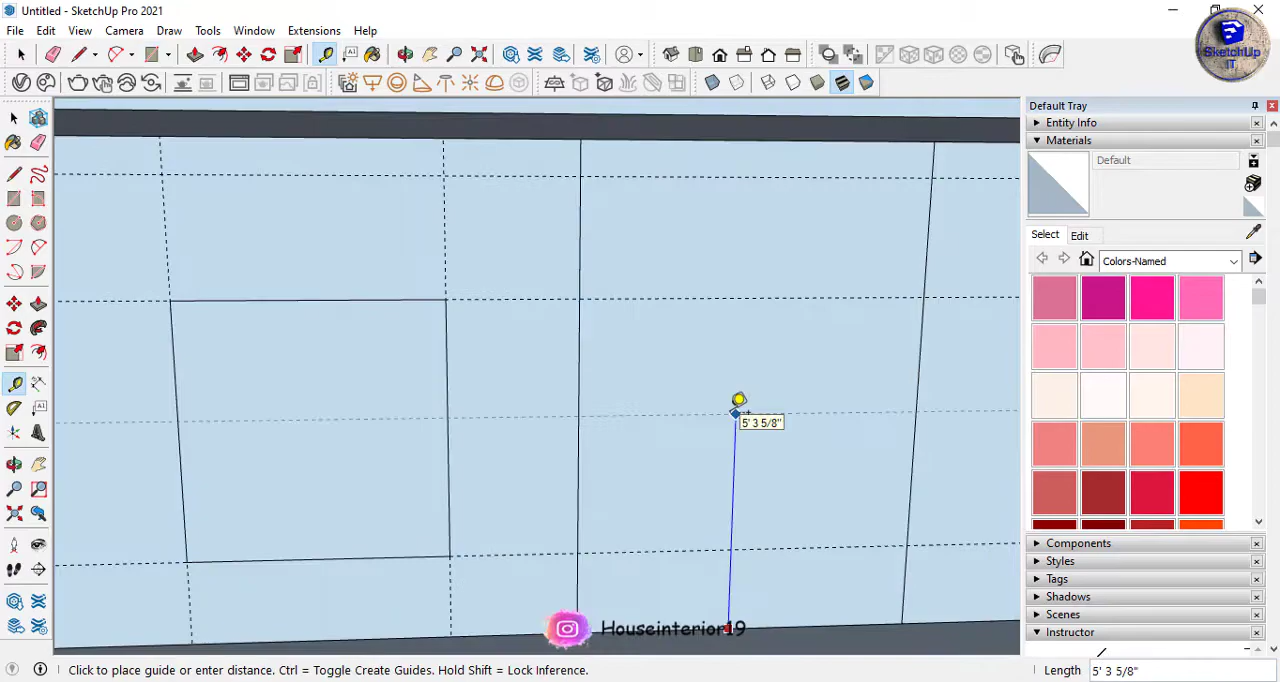 Untitled - SketchUp Pro 2021
File Edit View Camera Draw Tools Window Extensions Help
SketchUp
IT
Default Tray
Entity Info
Materials
Default
Select Edit
Colors-Named
5' 3 5/8"
Components
Styles
Tags
Shadows
Scenes
Instructor
Houseinterior19
Click to place guide or enter distance. Ctrl = Toggle Create Guides. Hold Shift = Lock Inference.
Length 5' 3 5/8"